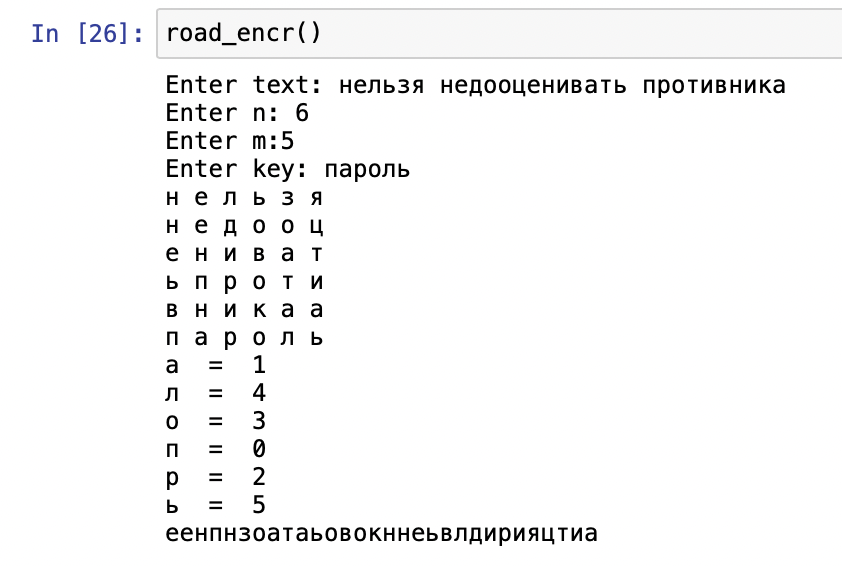 In [26]: road_encr()
Enter text: нельзя недооценивать противника
Enter n: 6
Enter m:5
Enter key: пароль
н е л ь з я
н е д о о ц
е н и в а т
ь п р о т и
в н и к а а
п а р о л ь
а = 1
л = 4
о = 3
п = 0
р = 2
ь = 5
еенпнзоатаьовокннеьвлдирияцтиа